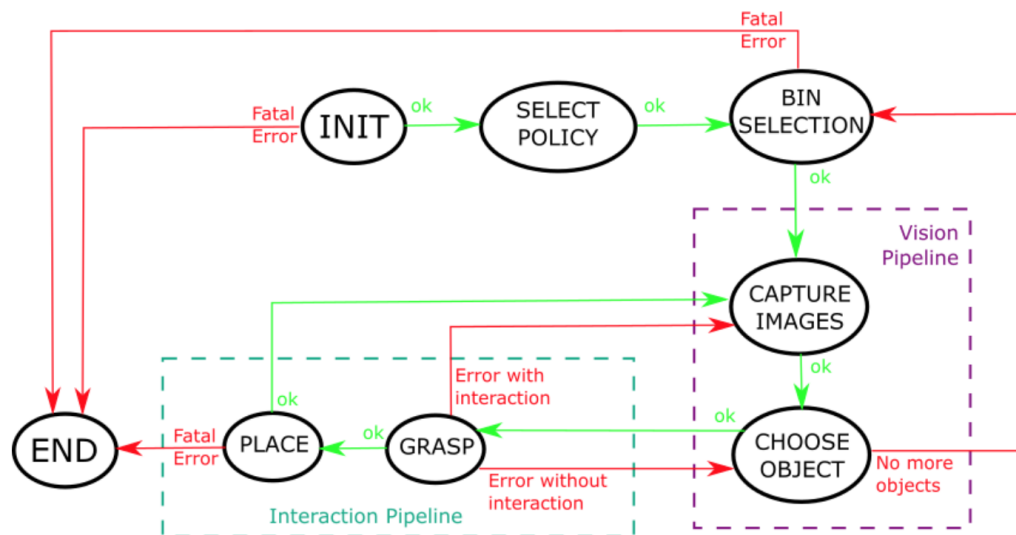 Fatal
Error
Fatal
Error
INIT
ok
SELECT
POLICY
ok
BIN
SELECTION
ok
Vision
Pipeline
CAPTURE
IMAGES
ok
Error with
interaction
ok
ok
ok
END
Fatal
Error
PLACE
GRASP
CHOOSE
OBJECT
No more
objects
Error without
interaction
Interaction Pipeline